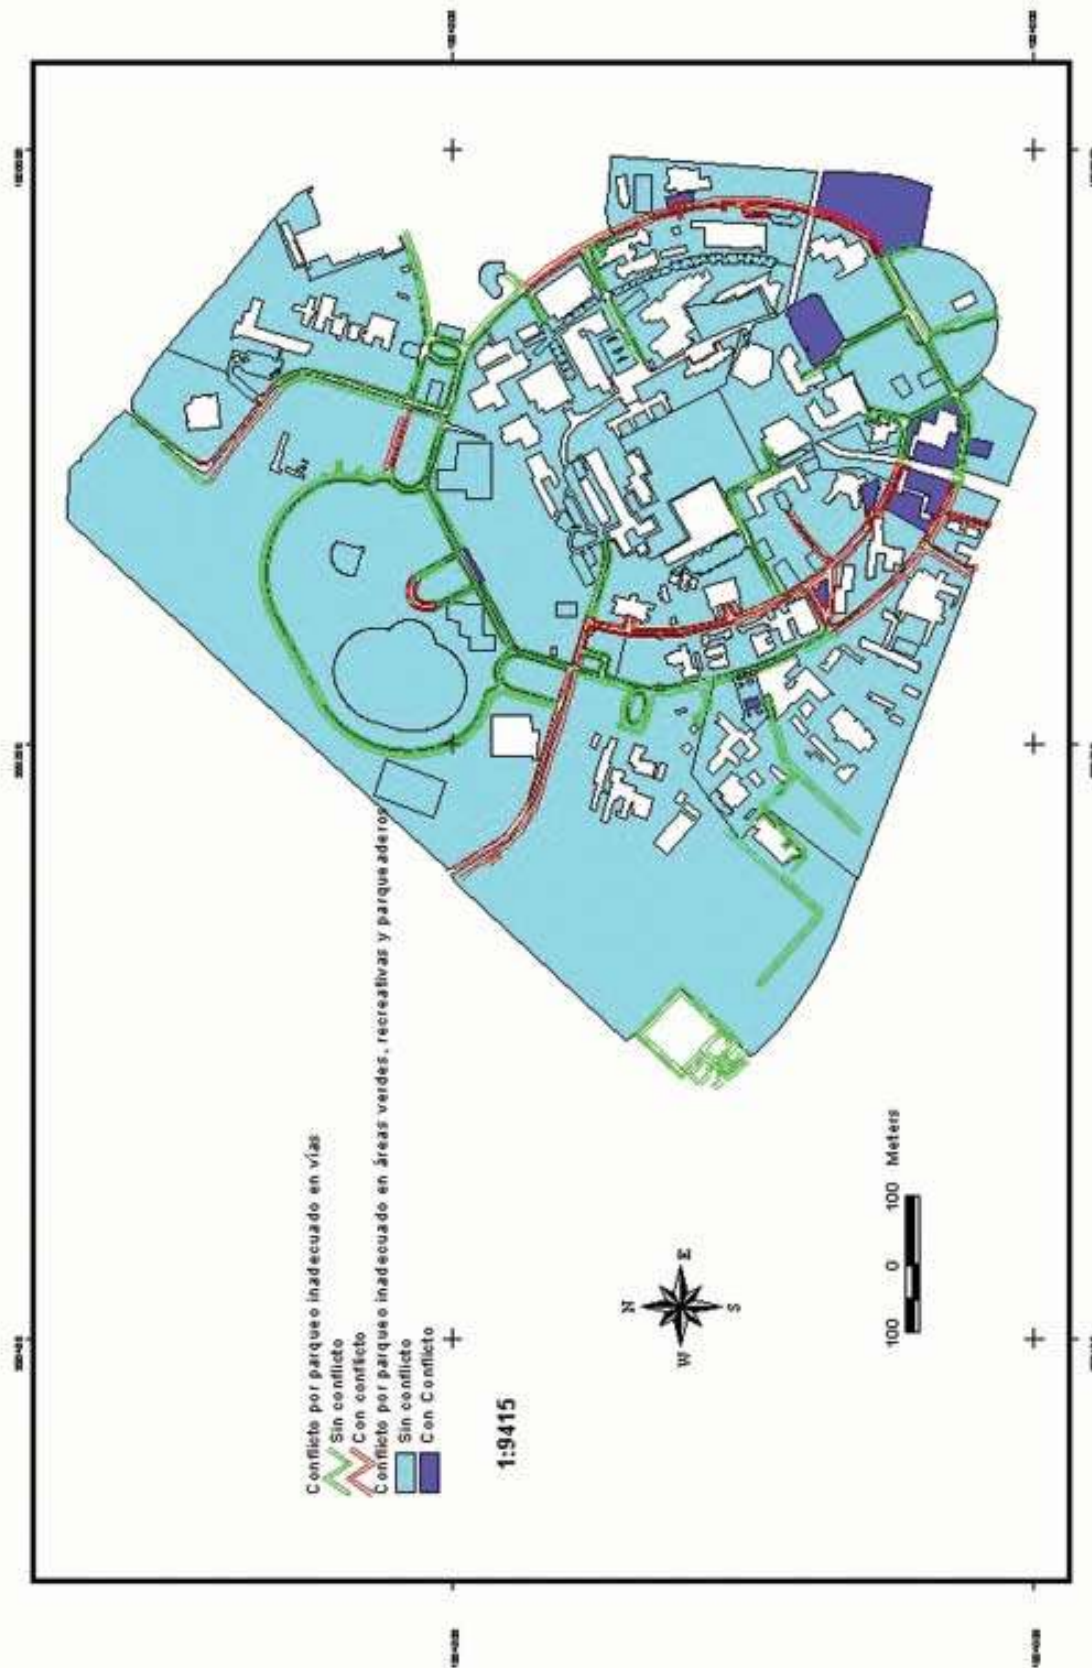 Conflicto por parqueo inadecuado en vías
Sin conflicto
Con conflicto
Conflicto por parqueo inadecuado en áreas verdes, recreativas y parqueaderos
Sin conflicto
Con Conflicto
1:9415
N
W
E
S
100 0 100 Meters